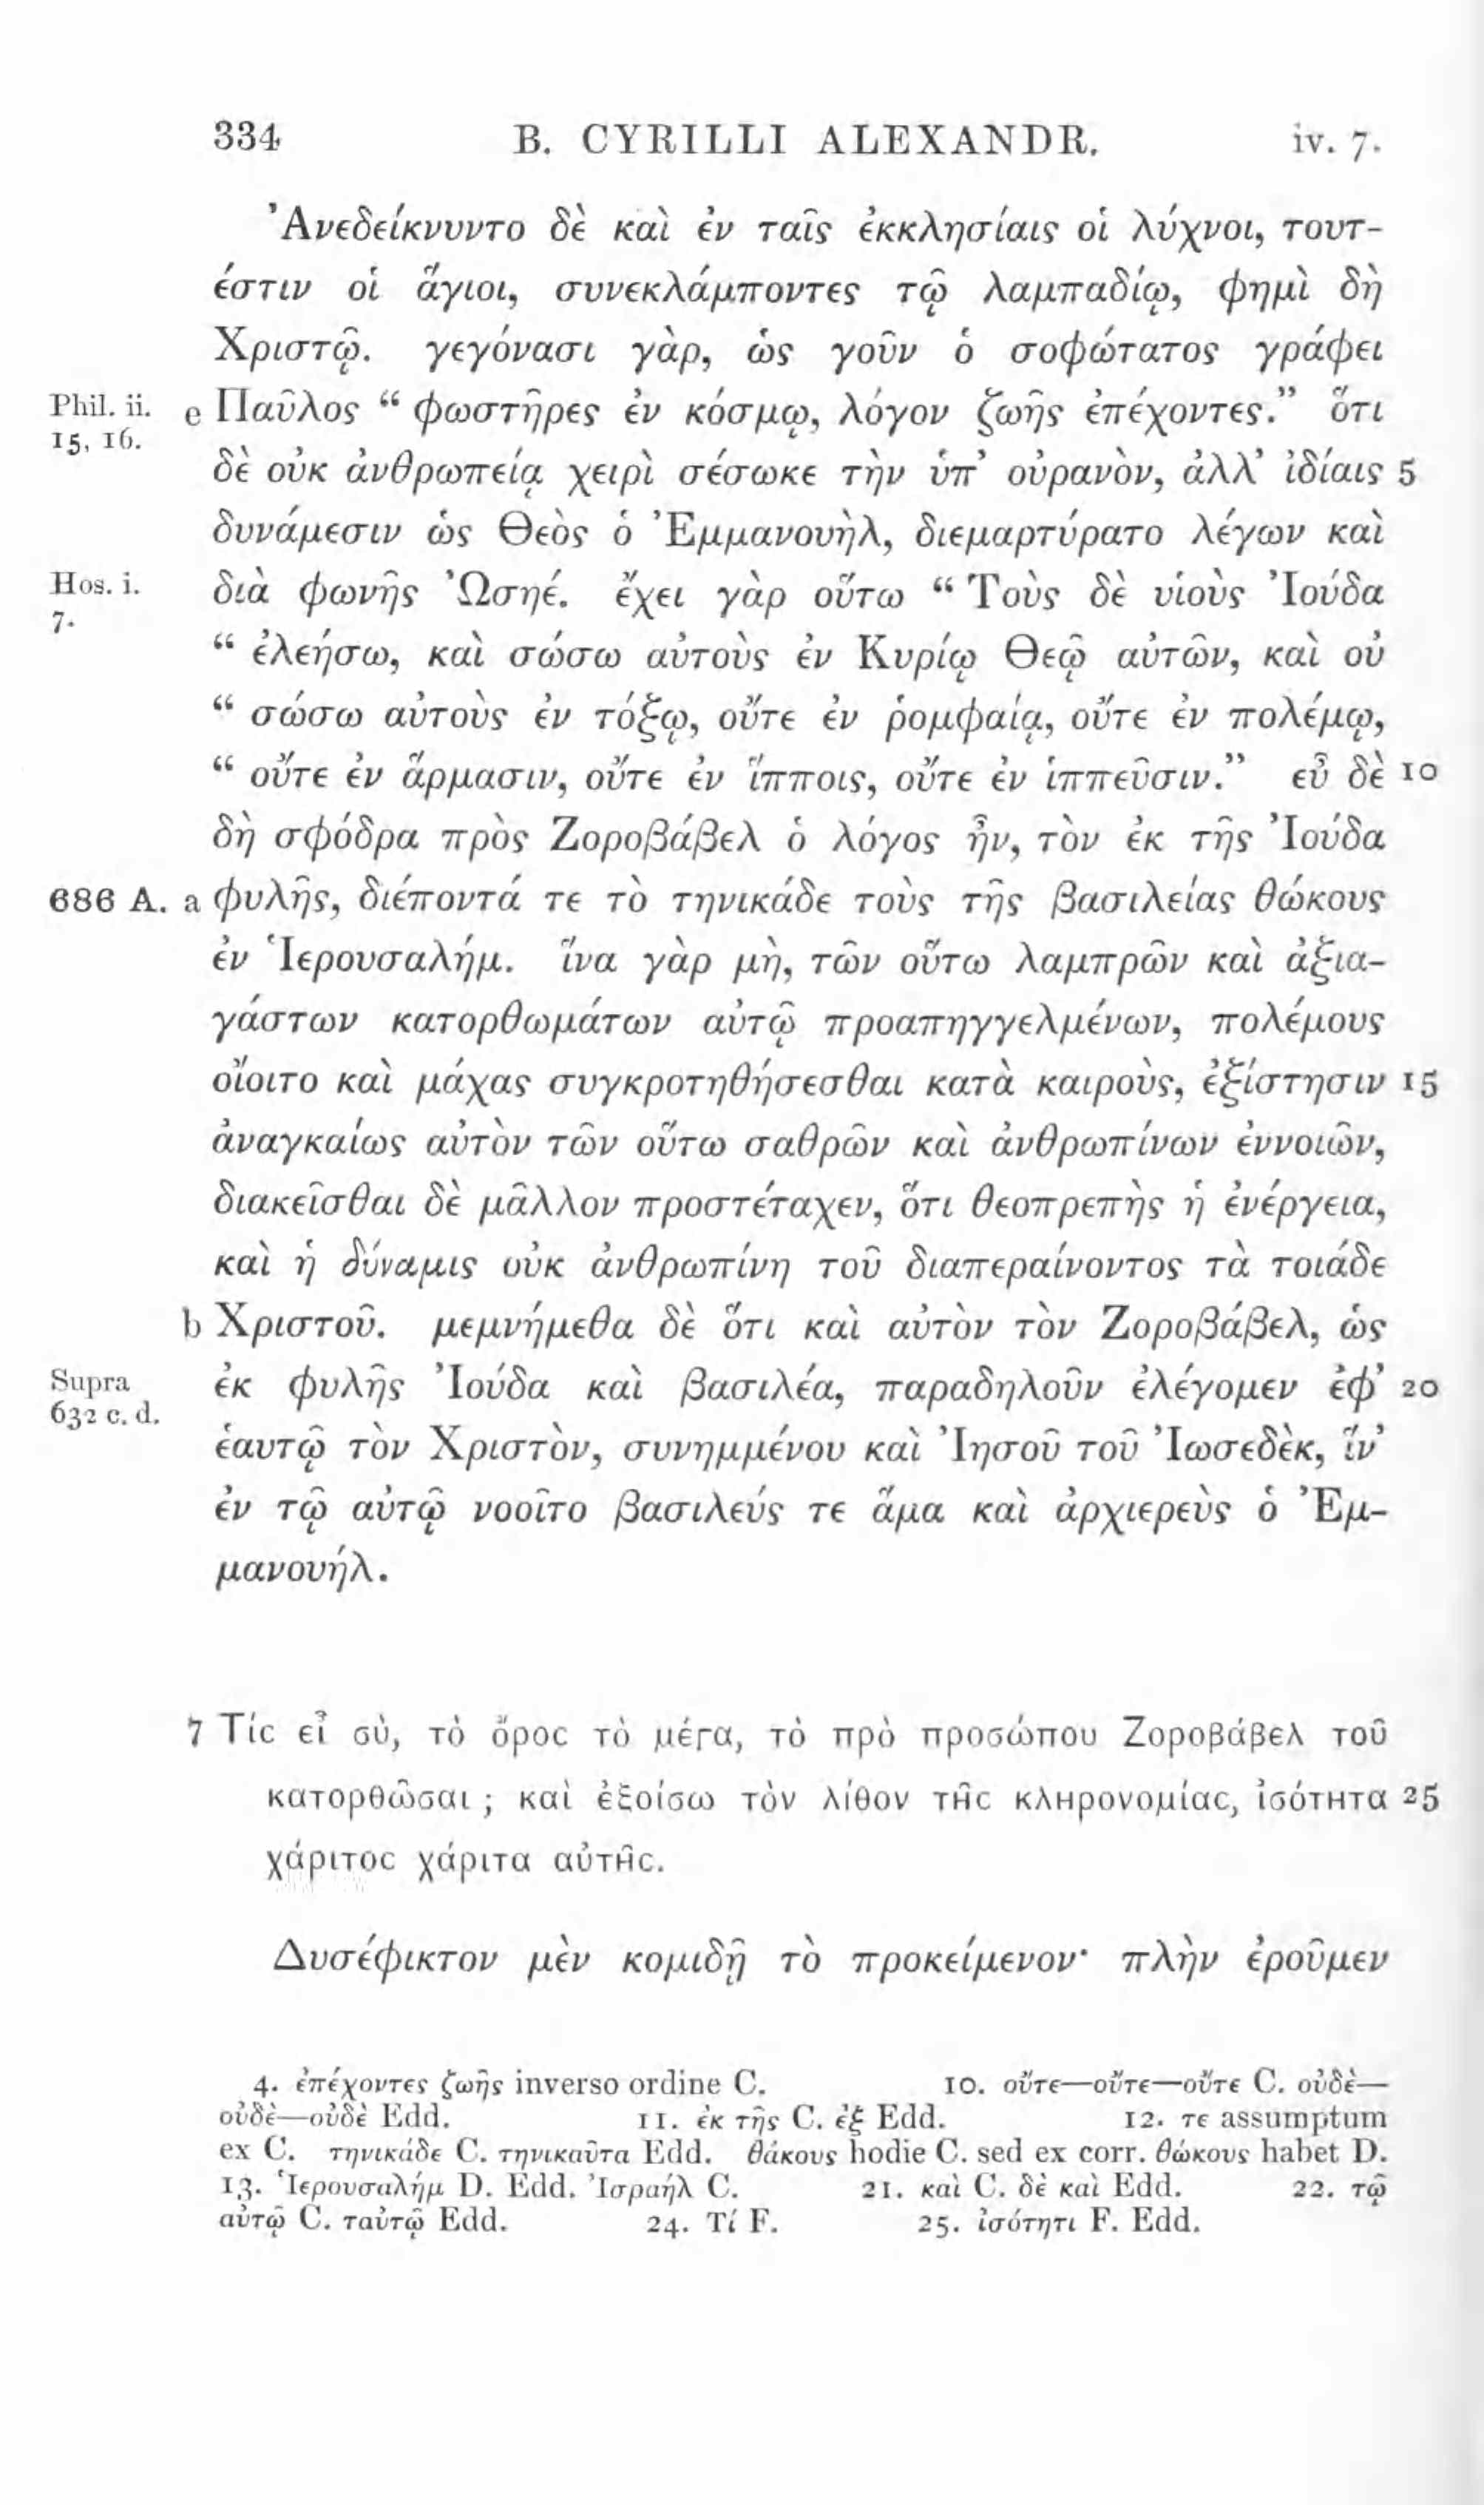 334 B. CYRILLI ALEXANDR. iv. 7.
Ἀνεδείκνυντο δὲ καὶ ἐν ταῖς ἐκκλησίαις οἱ λύχνοι, τουτ-
έστιν οἱ ἅγιοι, συνεκλάμποντες τῷ λαμπαδίῳ, φημὶ δὴ
Χριστῷ. γεγόνασι γὰρ, ὡς γοῦν ὁ σοφώτατος γράφει
Phil. ii. e Παῦλος “ φωστῆρες ἐν κόσμῳ, λόγον ζωῆς ἐπέχοντες.” ὅτι
15, 16.
δὲ οὐκ ἀνθρωπείᾳ χειρὶ σέσωκε τὴν ὑπ’ οὐρανὸν, ἀλλ’ ἰδίαις 5
δυνάμεσιν ὡς Θεὸς ὁ Ἐμμανουὴλ, διεμαρτύρατο λέγων καὶ
Hos. i. διὰ φωνῆς Ὠσηέ. ἔχει γὰρ οὕτω “ Τοὺς δὲ υἱοὺς Ἰούδα
7.
“ ἐλεήσω, καὶ σώσω αὐτοὺς ἐν Κυρίῳ Θεῷ αὐτῶν, καὶ οὐ
“ σώσω αὐτοὺς ἐν τόξῳ, οὔτε ἐν ῥομφαίᾳ, οὔτε ἐν πολέμῳ,
“ οὔτε ἐν ἅρμασιν, οὔτε ἐν ἵπποις, οὔτε ἐν ἱππεῦσιν.” εὖ δὲ 10
δὴ σφόδρα πρὸς Ζοροβάβελ ὁ λόγος ἦν, τὸν ἐκ τῆς Ἰούδα
686 A. a φυλῆς, διέποντά τε τὸ τηνικάδε τοὺς τῆς βασιλείας θώκους
ἐν Ἱερουσαλήμ. ἵνα γὰρ μὴ, τῶν οὕτω λαμπρῶν καὶ ἀξια-
γάστων κατορθωμάτων αὐτῷ προαπηγγελμένων, πολέμους
οἴοιτο καὶ μάχας συγκροτηθήσεσθαι κατὰ καιροὺς, ἐξίστησιν 15
ἀναγκαίως αὐτὸν τῶν οὕτω σαθρῶν καὶ ἀνθρωπίνων ἐννοιῶν,
διακεῖσθαι δὲ μᾶλλον προστέταχεν, ὅτι θεοπρεπὴς ἡ ἐνέργεια,
καὶ ἡ δύναμις οὐκ ἀνθρωπίνη τοῦ διαπεραίνοντος τὰ τοιάδε
b Χριστοῦ. μεμνήμεθα δὲ ὅτι καὶ αὐτὸν τὸν Ζοροβάβελ, ὡς
Supra ἐκ φυλῆς Ἰούδα καὶ βασιλέα, παραδηλοῦν ἐλέγομεν ἐφ’ 20
632 c. d.
ἑαυτῷ τὸν Χριστὸν, συνημμένου καὶ Ἰησοῦ τοῦ Ἰωσεδὲκ, ἵν’
ἐν τῷ αὐτῷ νοοῖτο βασιλεύς τε ἅμα καὶ ἀρχιερεὺς ὁ Ἐμ-
μανουήλ.
7 Τίς εἶ σὺ, τὸ ὄρος τὸ μέγα, τὸ πρὸ προσώπου Ζοροβάβελ τοῦ
κατορθῶσαι ; καὶ ἐξοίσω τὸν λίθον τῆς κληρονομίας, ἰσότητα 25
χάριτος χάριτα αὐτῆς.
Δυσέφικτον μὲν κομιδῇ τὸ προκείμενον· πλὴν ἐροῦμεν
4. ἐπέχοντες ζωῆς inverso ordine C. 10. οὔτε—οὔτε—οὔτε C. οὐδὲ—
οὐδὲ—οὐδὲ Edd. 11. ἐκ τῆς C. ἐξ Edd. 12. τε assumptum
ex C. τηνικάδε C. τηνικαῦτα Edd. θάκους hodie C. sed ex corr. θώκους habet D.
13. Ἱερουσαλήμ D. Edd. Ἰσραήλ C. 21. καὶ C. δὲ καὶ Edd. 22. τῷ
αὐτῷ C. ταὐτῷ Edd. 24. Τί F. 25. ἰσότητι F. Edd.